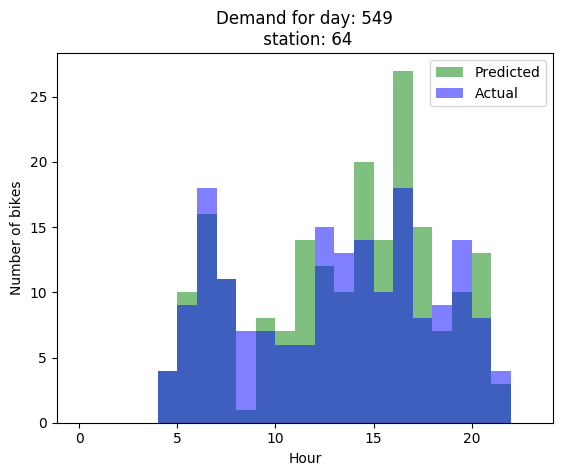 Demand for day: 549
station: 64
Predicted
Actual
Number of bikes
25
20
15
10
5
0
0 5 10 15 20
Hour